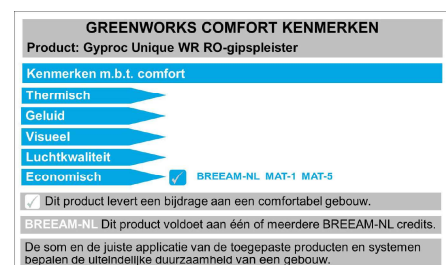 GREENWORKS COMFORT KENMERKEN
Product: Gyproc Unique WR RO-gipspleister
Kenmerken m.b.t. comfort
Thermisch
Geluid
Visueel
Luchtkwaliteit
Economisch BREEAM-NL MAT-1 MAT-5
Dit product levert een bijdrage aan een comfortabel gebouw.
BREEAM-NL Dit product voldoet aan één of meerdere BREEAM-NL credits.
De som en de juiste applicatie van de toegepaste producten en systemen
bepalen de uiteindelijke duurzaamheid van een gebouw.